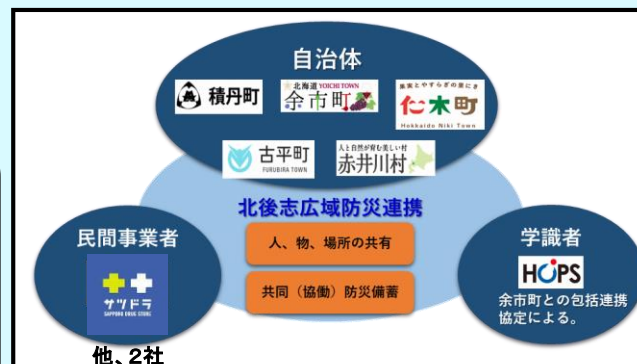 自治体
積丹町
北海道 YOICHI TOWN
余市町
果実とやすらぎの里にき
仁木町
Hokkaido Niki Town
古平町
FURUBIRA TOWN
人と自然が育む美しい村
赤井川村
北後志広域防災連携
人、物、場所の共有
共同（協働）防災備蓄
民間事業者
サツドラ
SAPPORO DRUG STORE
他、2社
学識者
HOPS
余市町との包括連携
協定による。